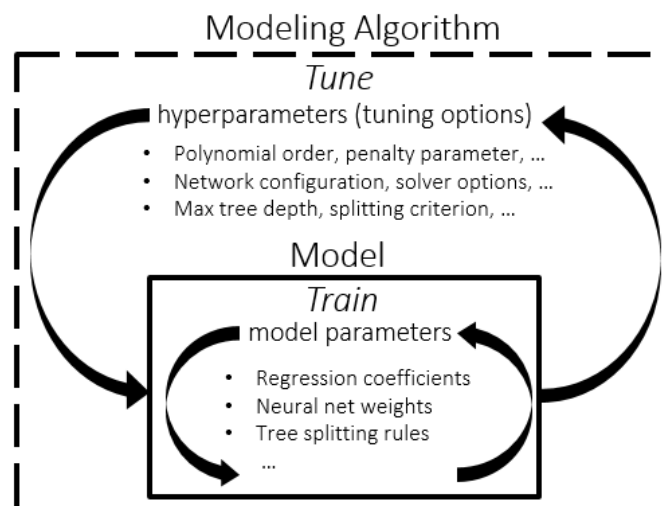 Modeling Algorithm
Tune
hyperparameters (tuning options)
• Polynomial order, penalty parameter, ...
• Network configuration, solver options, ...
• Max tree depth, splitting criterion, ...
Model
Train
model parameters
• Regression coefficients
• Neural net weights
• Tree splitting rules
...